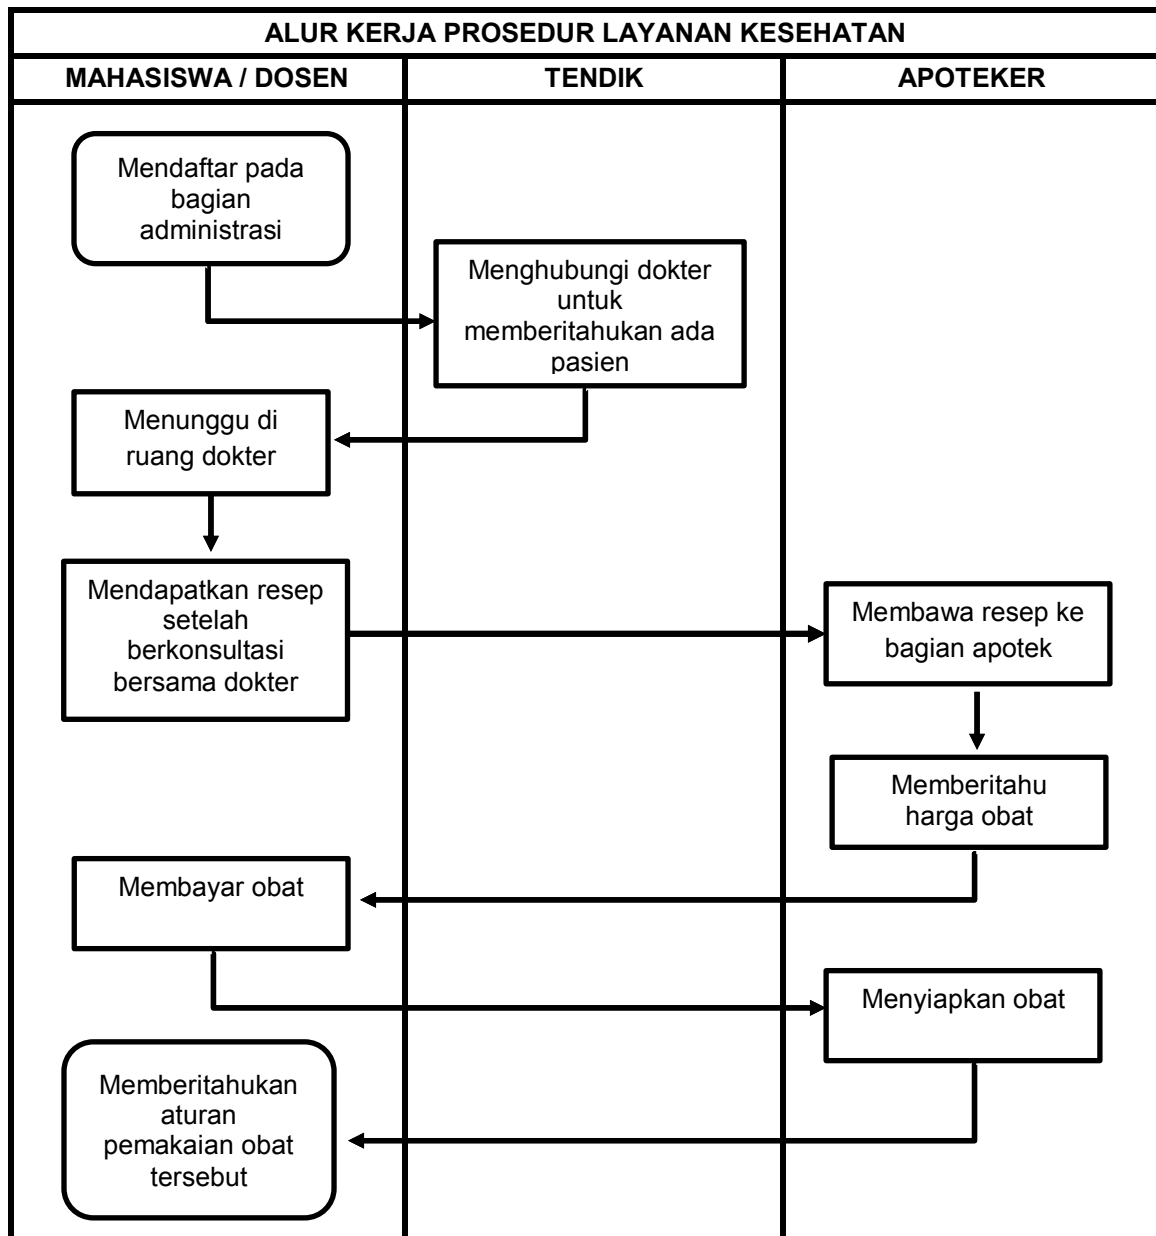 ALUR KERJA PROSEDUR LAYANAN KESEHATAN
MAHASISWA / DOSEN
TENDIK
APOTEKER
Mendaftar pada
bagian
administrasi
Menghubungi dokter
untuk
memberitahukan ada
pasien
Menunggu di
ruang dokter
Mendapatkan resep
setelah
berkonsultasi
bersama dokter
Membawa resep ke
bagian apotek
Memberitahu
harga obat
Membayar obat
Menyiapkan obat
Memberitahukan
aturan
pemakaian obat
tersebut